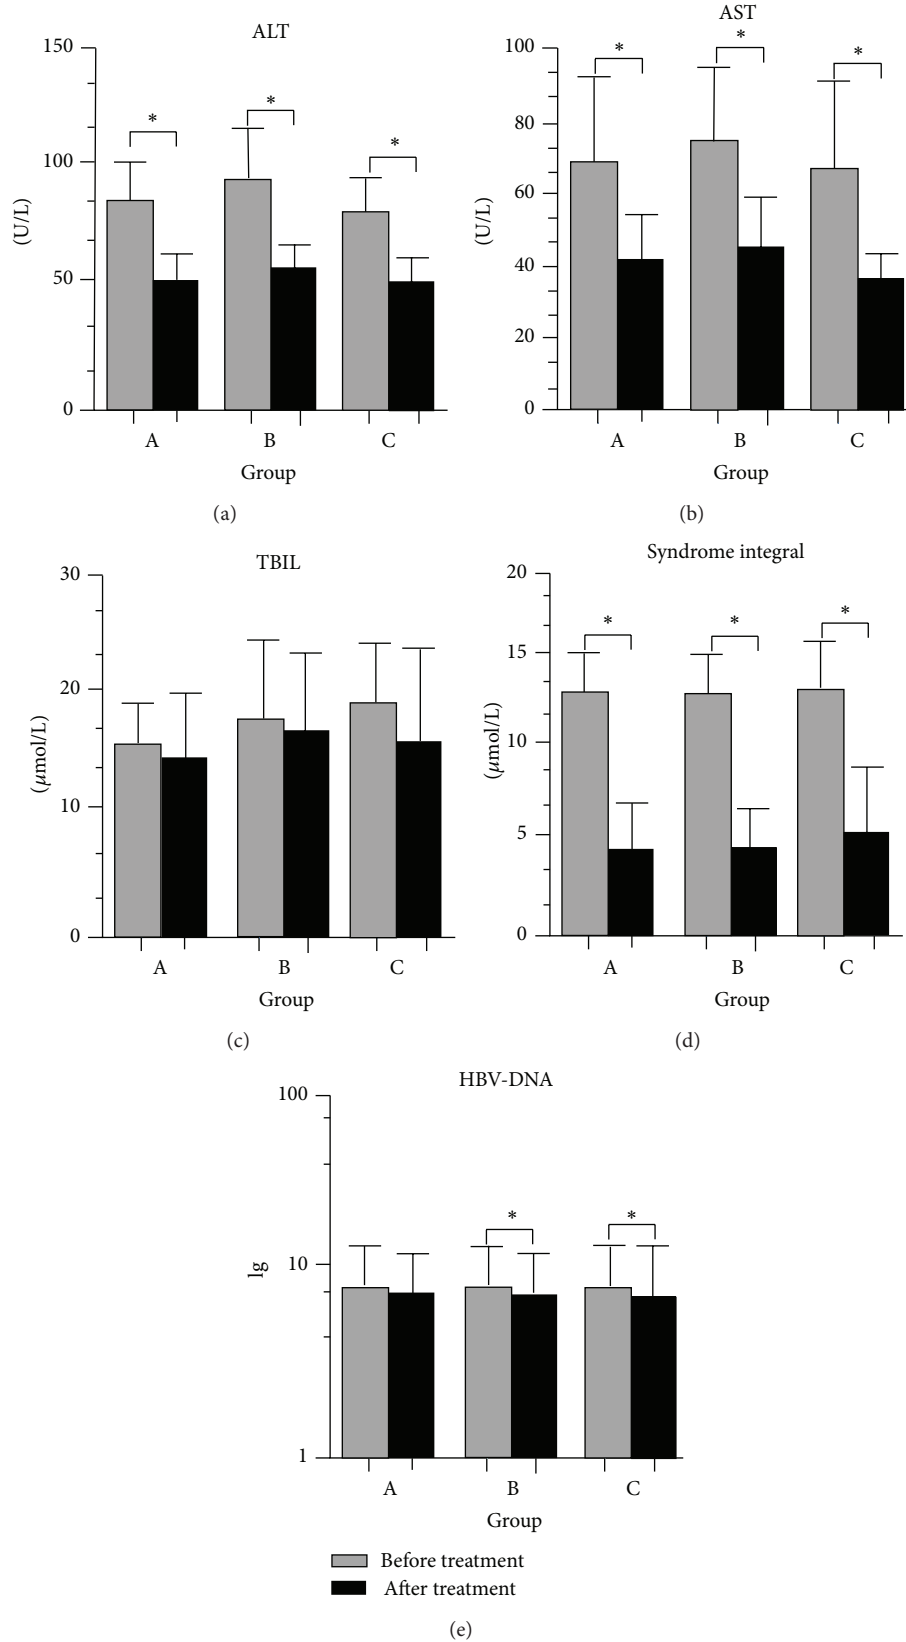 ALT
150
100
50
0
(U/L)
*
*
*
A B C
Group
(a)
AST
100
80
60
40
20
0
(U/L)
*
*
*
A B C
Group
(b)
TBIL
30
20
10
0
(μmol/L)
A B C
Group
(c)
Syndrome integral
20
15
10
5
0
(μmol/L)
*
*
*
A B C
Group
(d)
HBV-DNA
100
10
1
lg
*
*
A B C
Group
Before treatment
After treatment
(e)